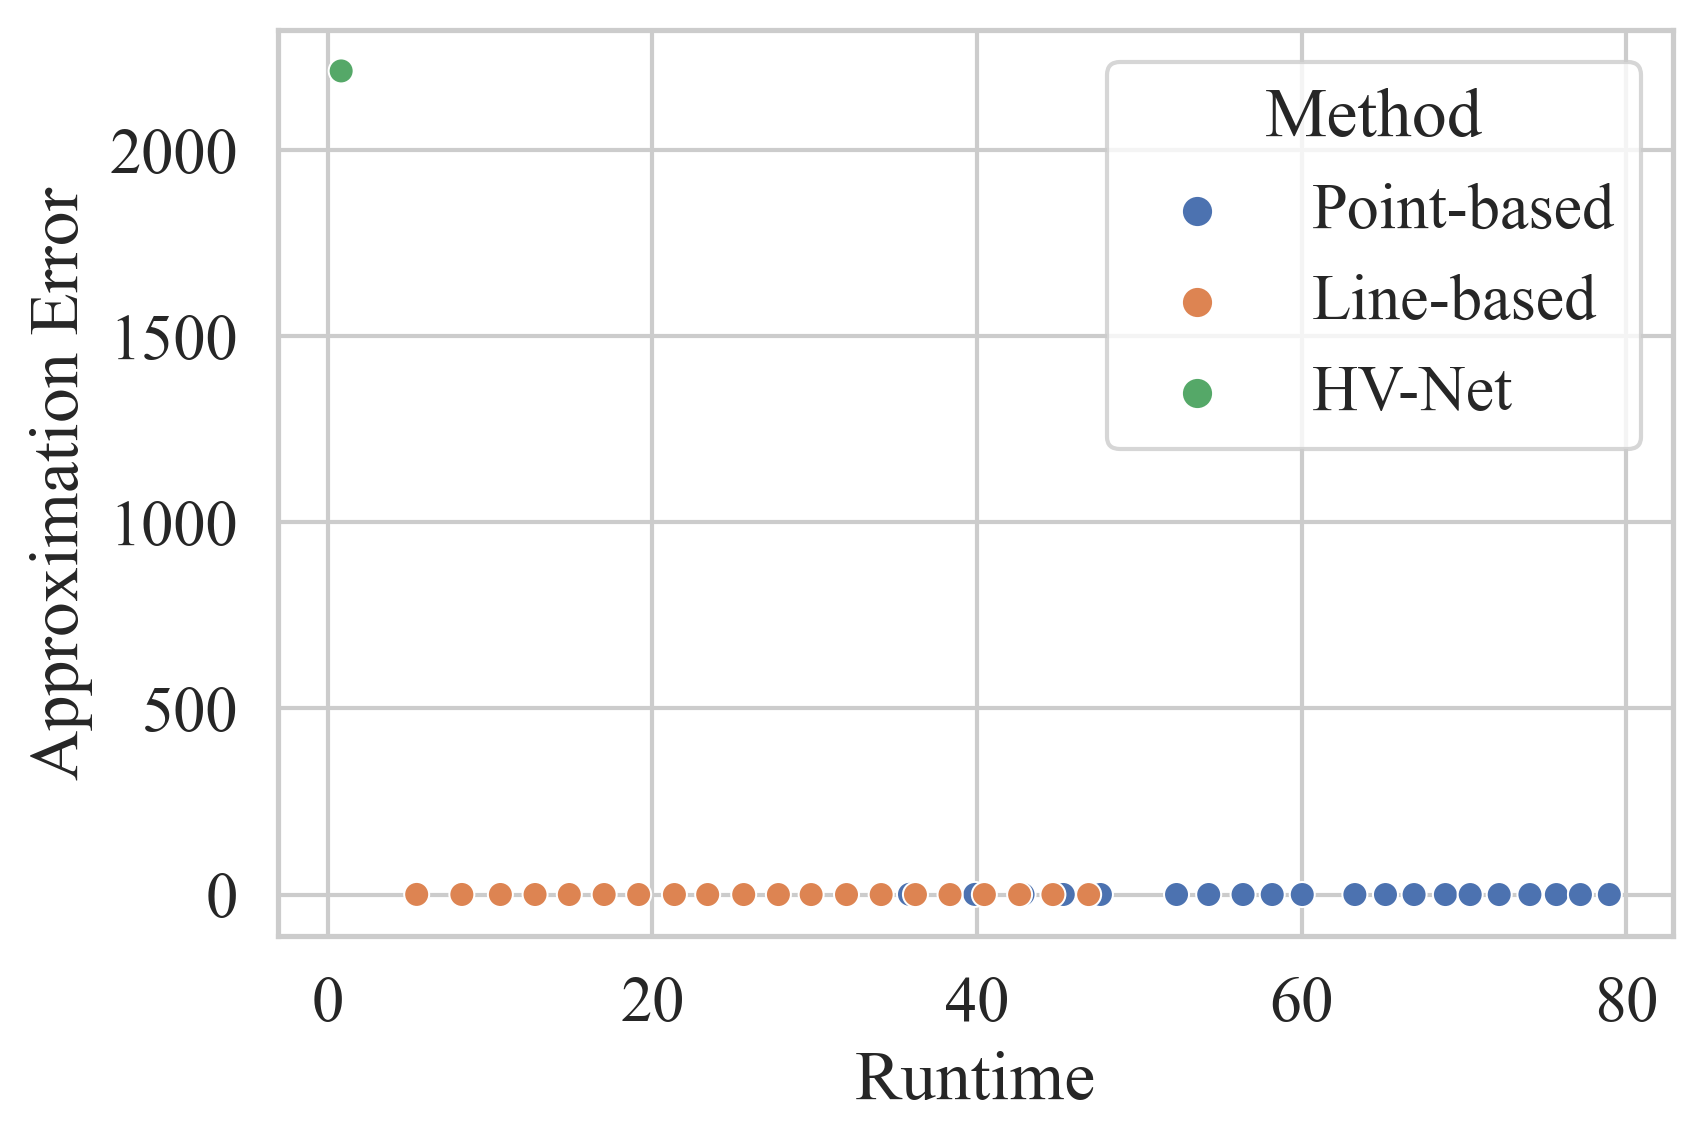 Approximation Error
2000
1500
1000
500
0
Method
Point-based
Line-based
HV-Net
0 20 40 60 80
Runtime